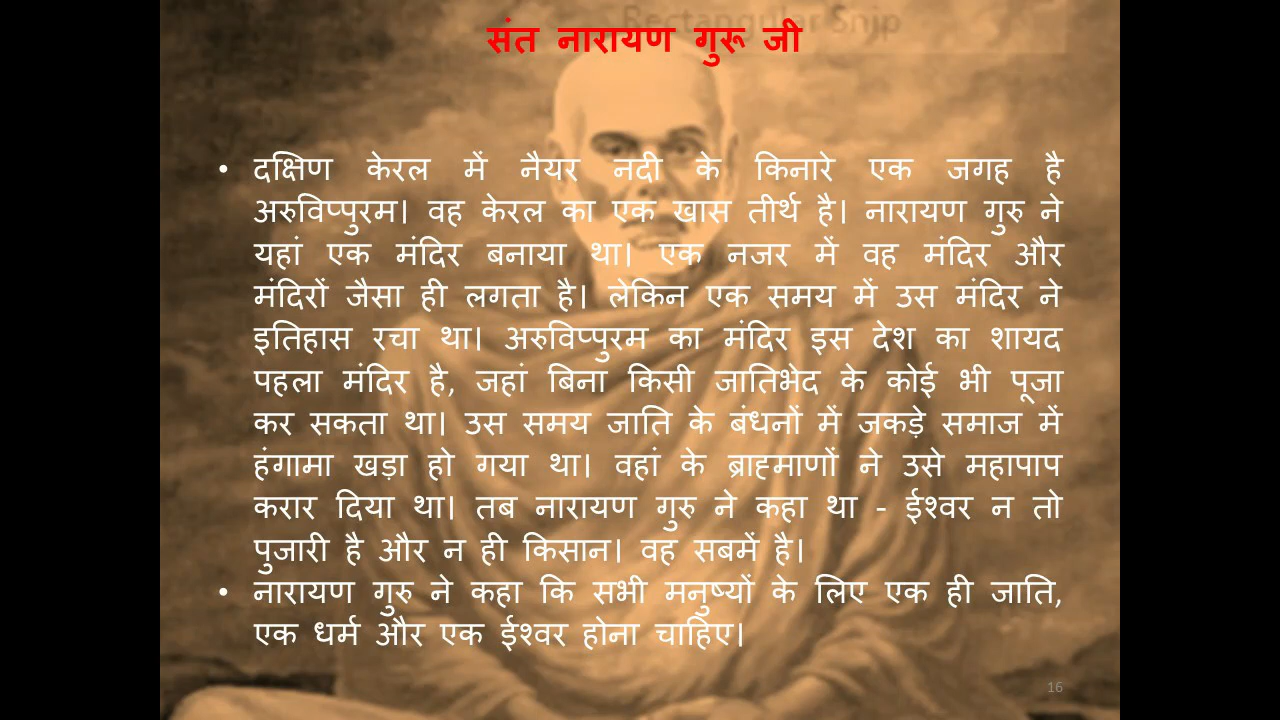 Rectangular Snip
संत नारायण गुरू जी
• दक्षिण केरल में नैयर नदी के किनारे एक जगह है
अरुविप्पुरम। वह केरल का एक खास तीर्थ है। नारायण गुरु ने
यहां एक मंदिर बनाया था। एक नजर में वह मंदिर और
मंदिरों जैसा ही लगता है। लेकिन एक समय में उस मंदिर ने
इतिहास रचा था। अरुविप्पुरम का मंदिर इस देश का शायद
पहला मंदिर है, जहां बिना किसी जातिभेद के कोई भी पूजा
कर सकता था। उस समय जाति के बंधनों में जकड़े समाज में
हंगामा खड़ा हो गया था। वहां के ब्राह्माणों ने उसे महापाप
करार दिया था। तब नारायण गुरु ने कहा था - ईश्वर न तो
पुजारी है और न ही किसान। वह सबमें है।
• नारायण गुरु ने कहा कि सभी मनुष्यों के लिए एक ही जाति,
एक धर्म और एक ईश्वर होना चाहिए।
16